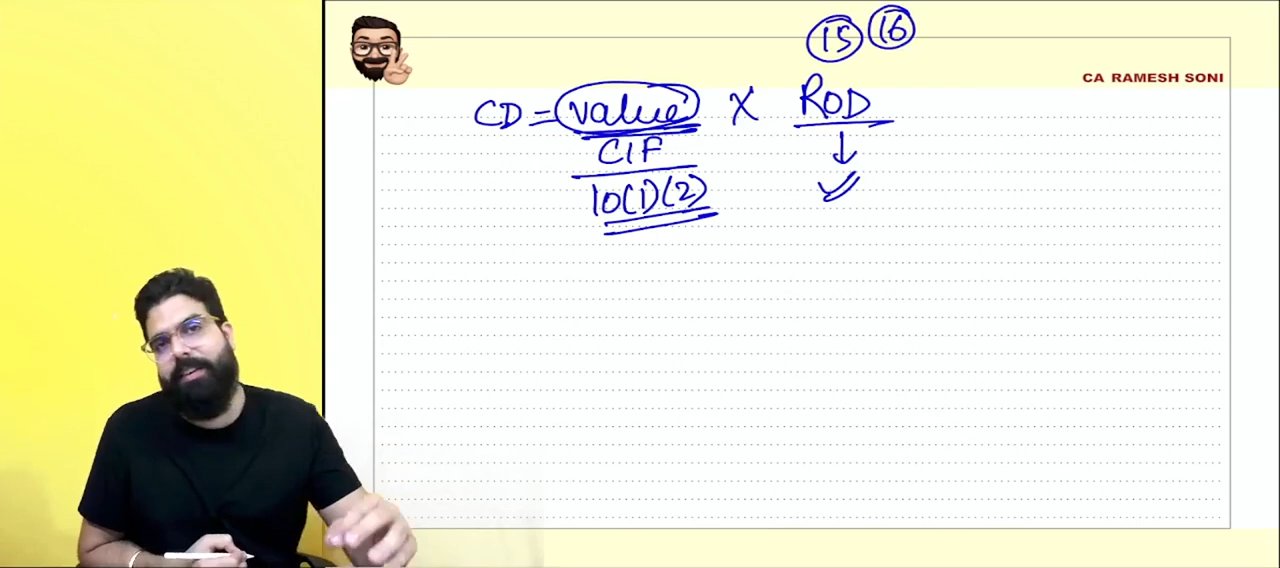 15 16
CA RAMESH SONI
CD = value X ROD
CIF ↓
10(1)(2)